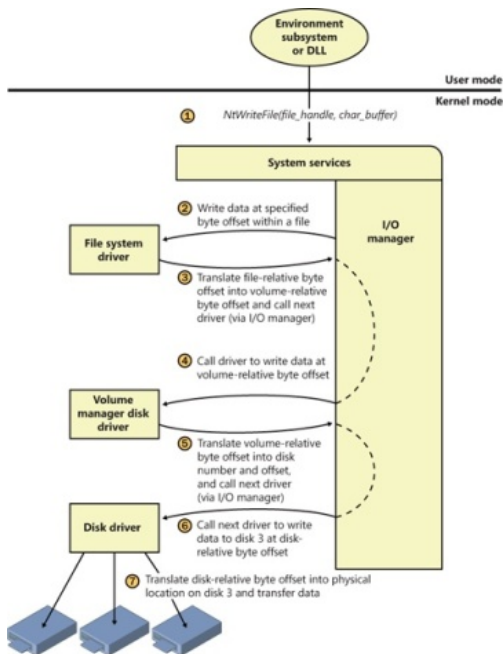 Environment
subsystem
or DLL
User mode
Kernel mode
1 NtWriteFile(file_handle, char_buffer)
System services
2 Write data at specified
byte offset within a file
I/O
manager
File system
driver
3 Translate file-relative byte
offset into volume-relative
byte offset and call next
driver (via I/O manager)
4 Call driver to write data at
volume-relative byte offset
Volume
manager disk
driver
5 Translate volume-relative
byte offset into disk
number and offset,
and call next driver
(via I/O manager)
Disk driver
6 Call next driver to write
data to disk 3 at disk-
relative byte offset
7 Translate disk-relative byte offset into physical
location on disk 3 and transfer data